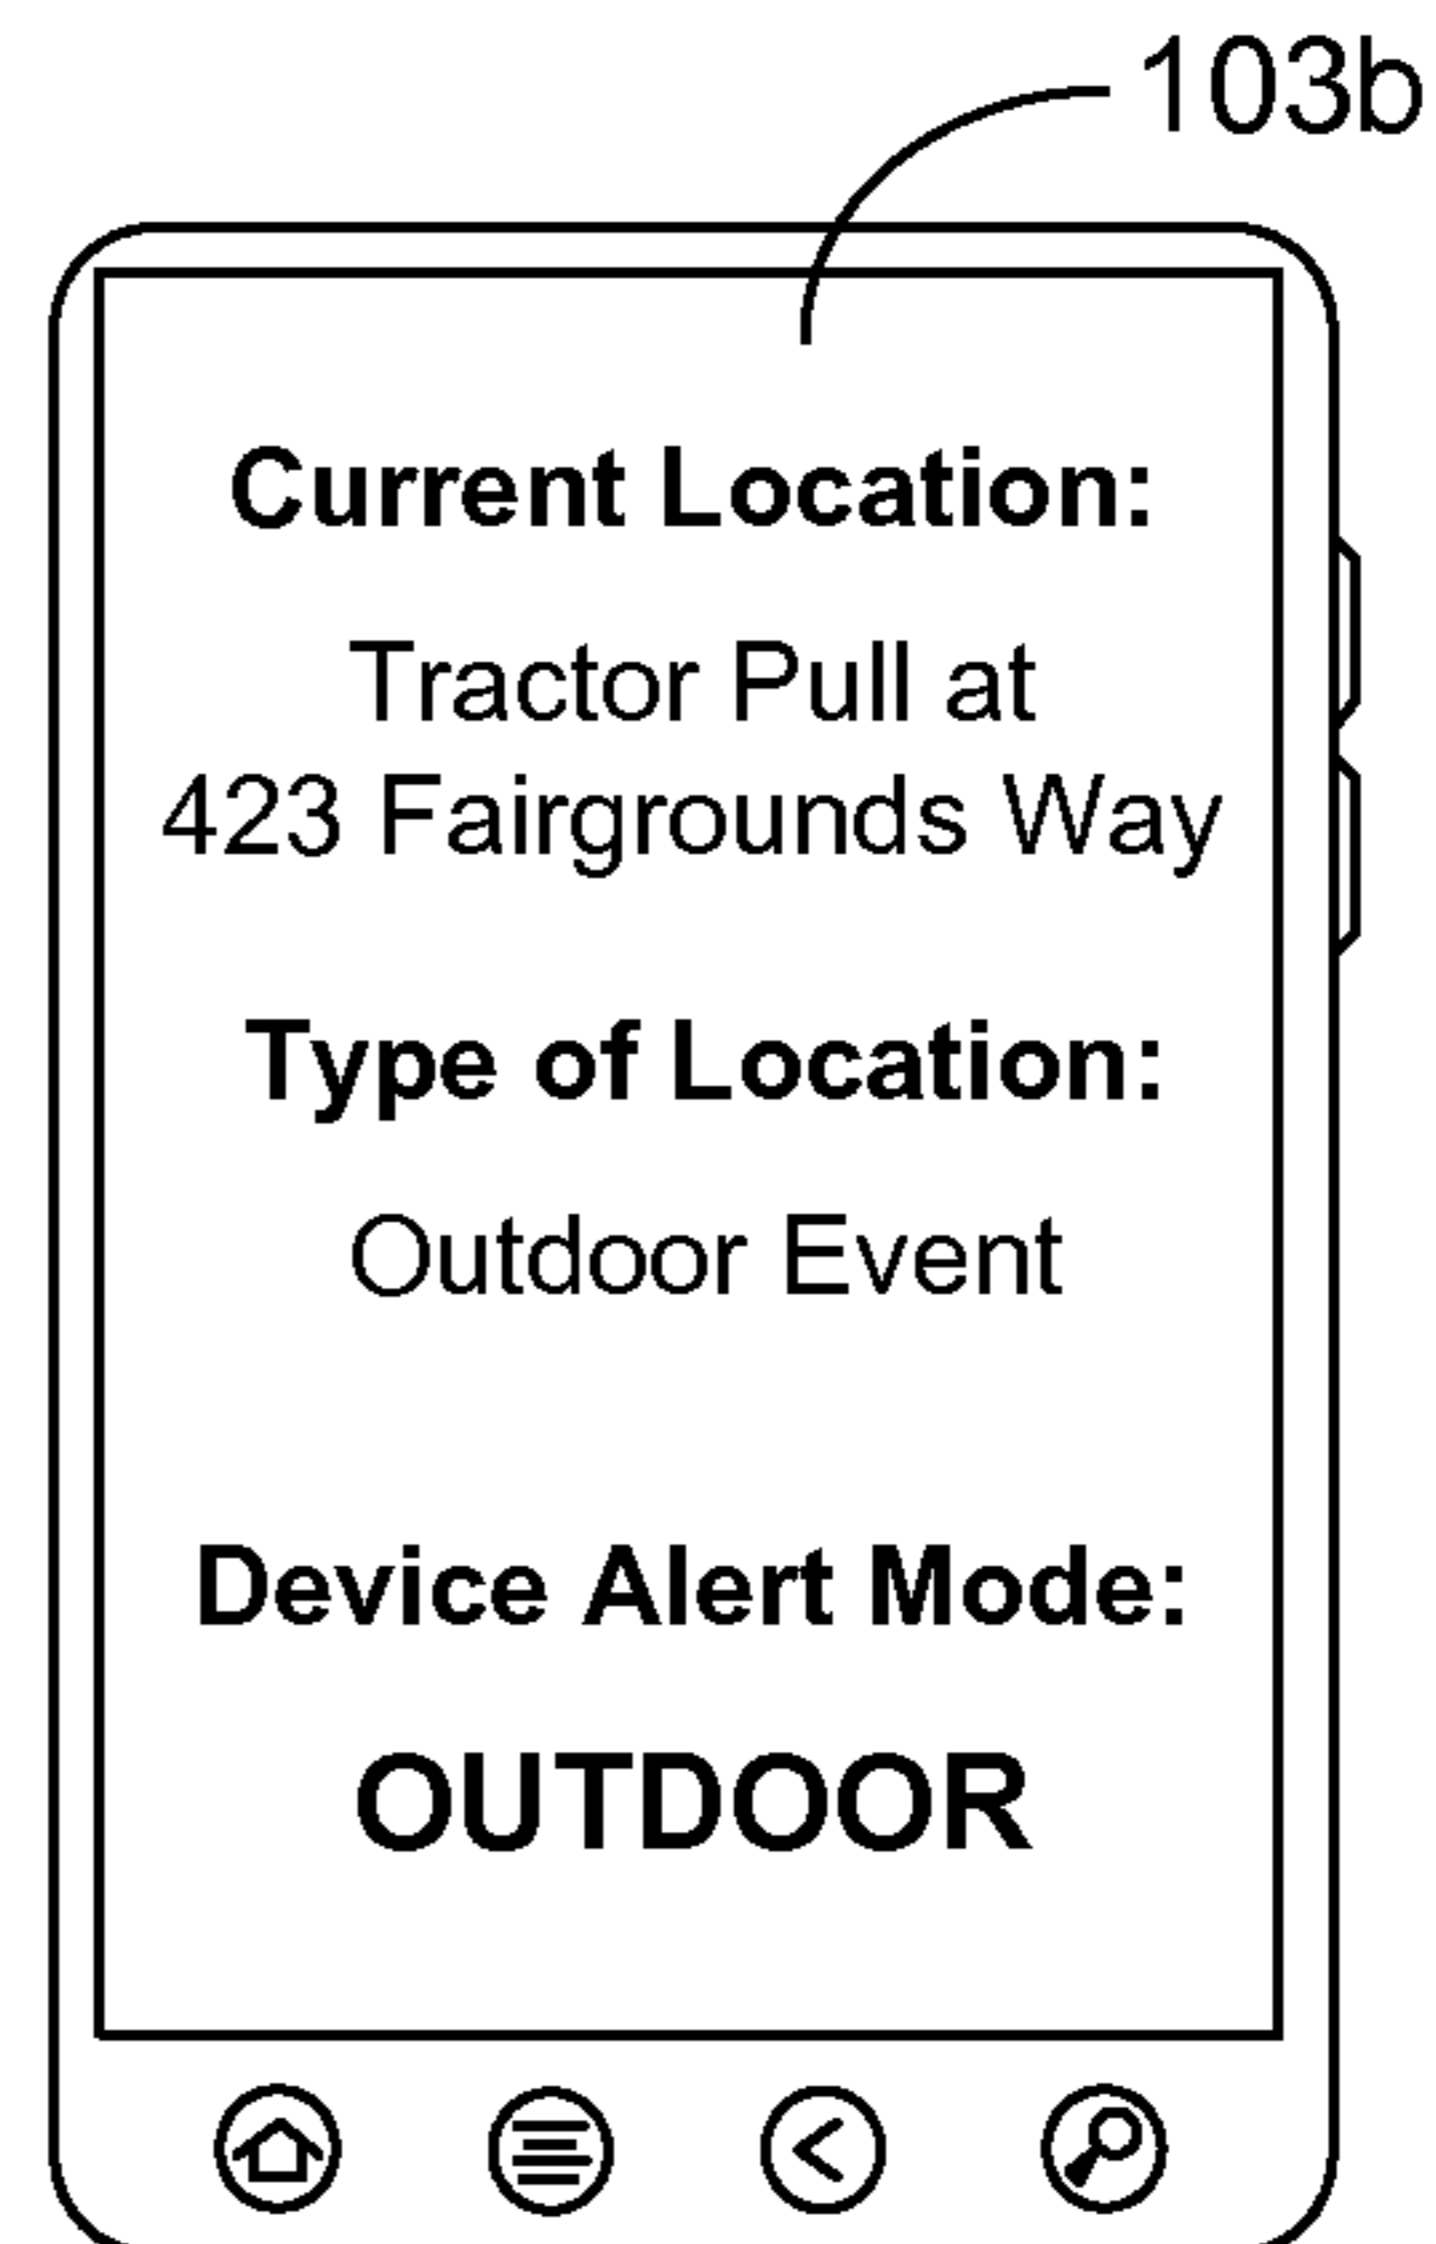 103b
Current Location:
Tractor Pull at
423 Fairgrounds Way
Type of Location:
Outdoor Event
Device Alert Mode:
OUTDOOR